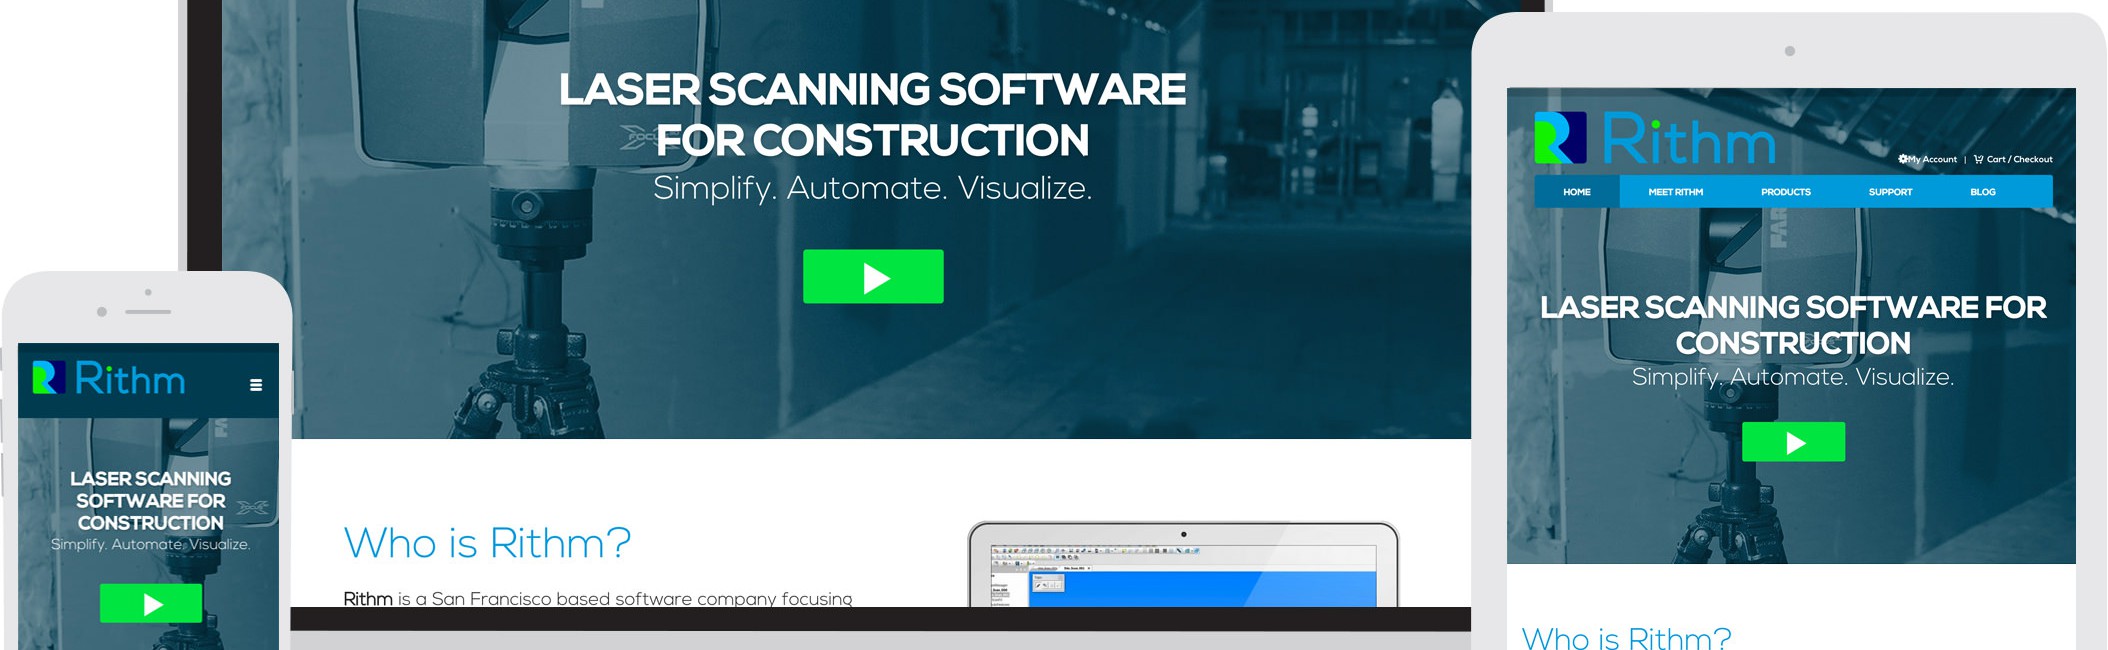 LASER SCANNING SOFTWARE
FOR CONSTRUCTION
Simplify. Automate. Visualize.
Who is Rithm?
Rithm is a San Francisco based software company focusing
Rithm
LASER SCANNING
SOFTWARE FOR
CONSTRUCTION
Simplify. Automate. Visualize.
FOCUS
Rithm
My Account | Cart / Checkout
HOME MEET RITHM PRODUCTS SUPPORT BLOG
LASER SCANNING SOFTWARE FOR
CONSTRUCTION
Simplify. Automate. Visualize.
Who is Rithm?